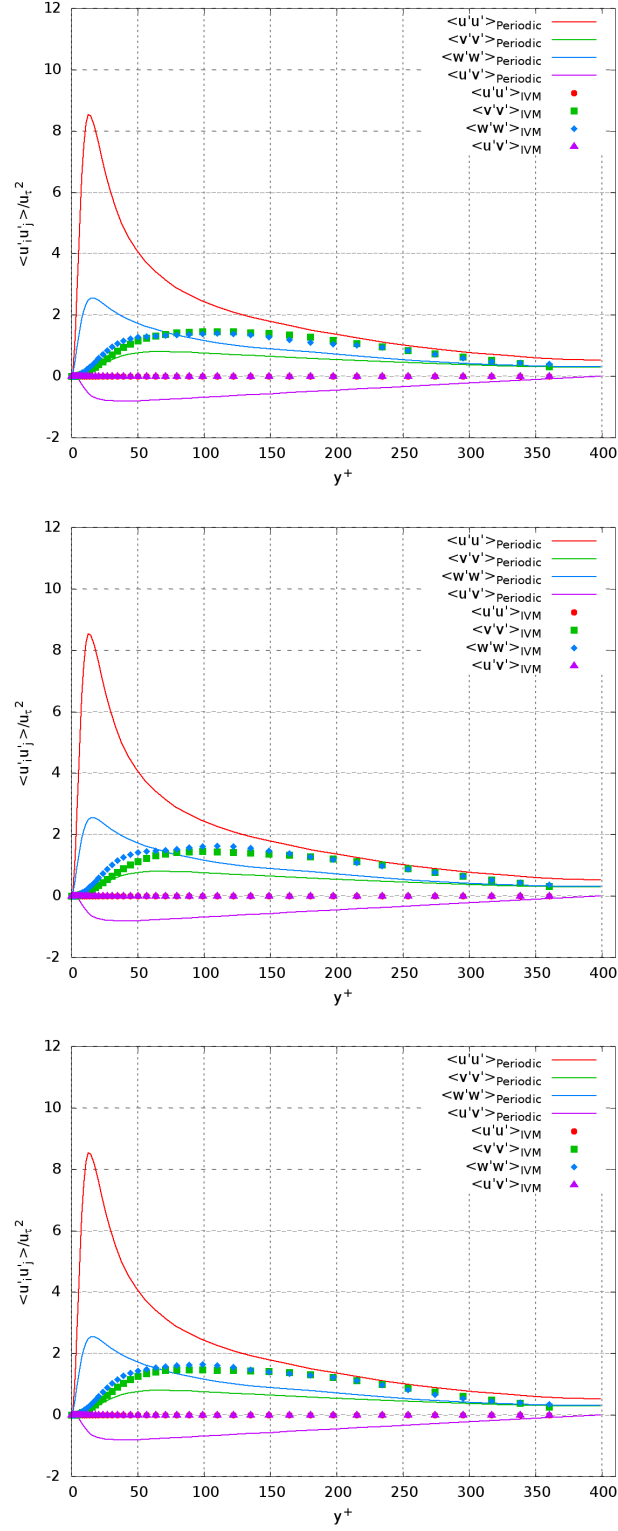 12
10
8
6
4
2
0
-2
<u'iu'j>/uτ²
<u'u'>Periodic
<v'v'>Periodic
<w'w'>Periodic
<u'v'>Periodic
<u'u'>IVM
<v'v'>IVM
<w'w'>IVM
<u'v'>IVM
0 50 100 150 200 250 300 350 400
y+
12
10
8
6
4
2
0
-2
<u'iu'j>/uτ²
<u'u'>Periodic
<v'v'>Periodic
<w'w'>Periodic
<u'v'>Periodic
<u'u'>IVM
<v'v'>IVM
<w'w'>IVM
<u'v'>IVM
0 50 100 150 200 250 300 350 400
y+
12
10
8
6
4
2
0
-2
<u'iu'j>/uτ²
<u'u'>Periodic
<v'v'>Periodic
<w'w'>Periodic
<u'v'>Periodic
<u'u'>IVM
<v'v'>IVM
<w'w'>IVM
<u'v'>IVM
0 50 100 150 200 250 300 350 400
y+